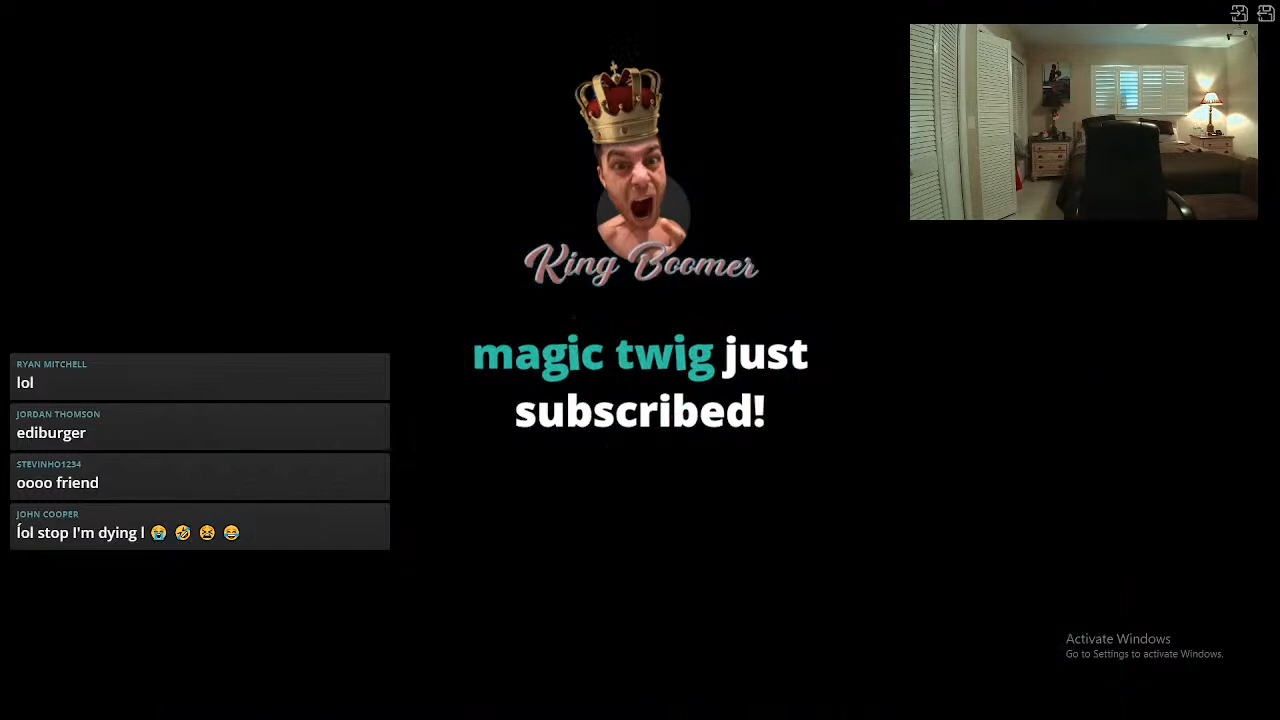 King Boomer
magic twig just
subscribed!
RYAN MITCHELL
lol
JORDAN THOMSON
ediburger
STEVINHO1234
oooo friend
JOHN COOPER
ĺol stop I'm dying l 😭 🤣 😆 😂
Activate Windows
Go to Settings to activate Windows.